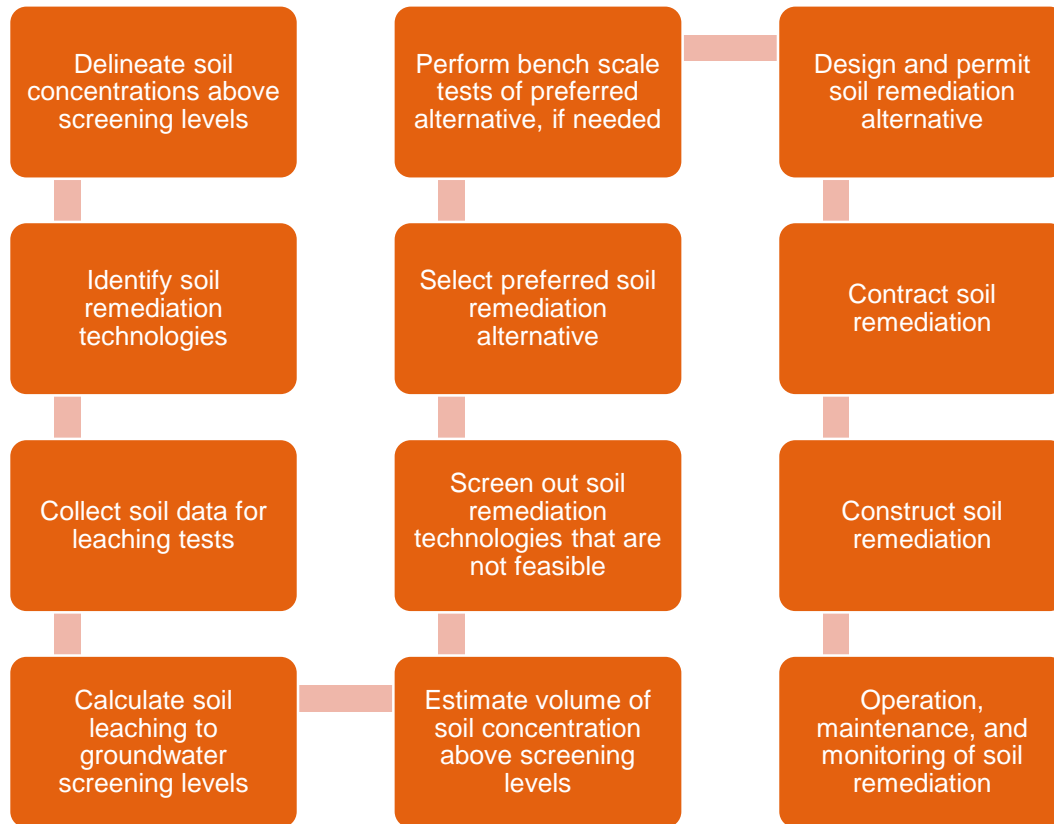 Delineate soil
concentrations above
screening levels
Identify soil
remediation
technologies
Collect soil data for
leaching tests
Calculate soil
leaching to
groundwater
screening levels
Estimate volume of
soil concentration
above screening
levels
Screen out soil
remediation
technologies that are
not feasible
Select preferred soil
remediation
alternative
Perform bench scale
tests of preferred
alternative, if needed
Design and permit
soil remediation
alternative
Contract soil
remediation
Construct soil
remediation
Operation,
maintenance, and
monitoring of soil
remediation